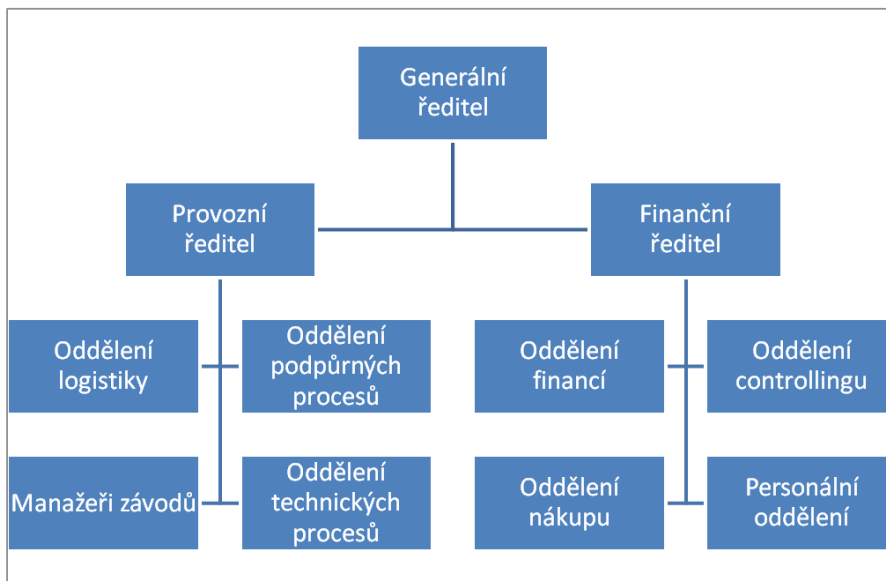 Generální
ředitel
Provozní
ředitel
Finanční
ředitel
Oddělení
logistiky
Oddělení
podpůrných
procesů
Oddělení
financí
Oddělení
controllingu
Manažeři závodů
Oddělení
technických
procesů
Oddělení
nákupu
Personální
oddělení